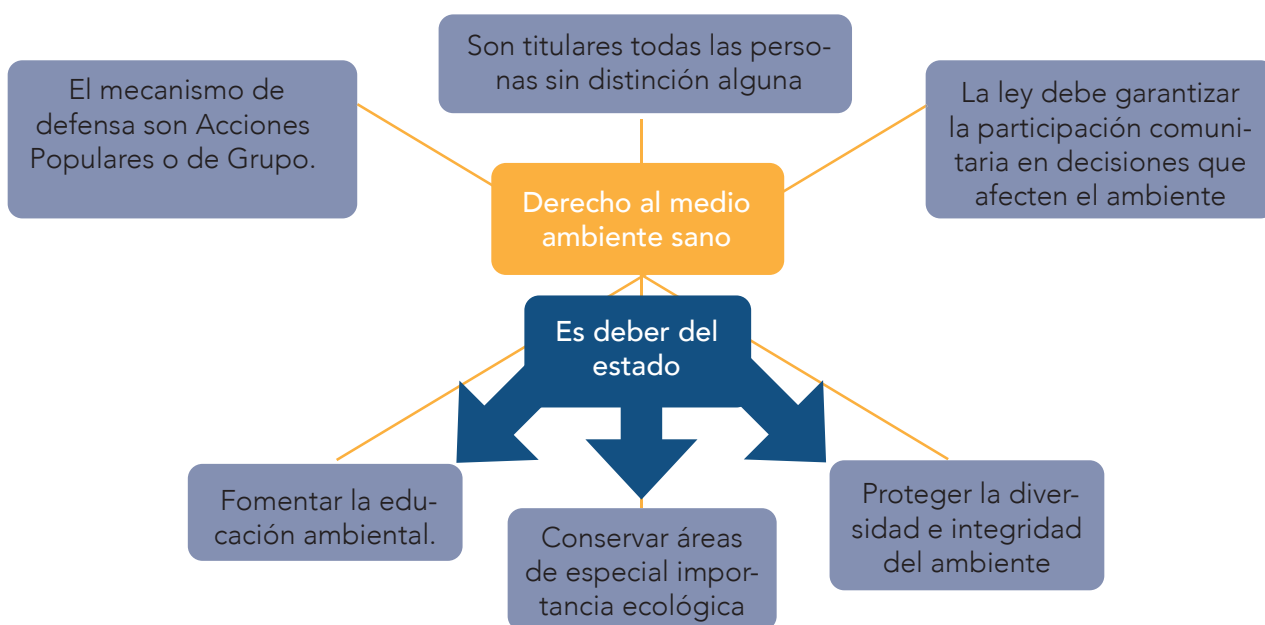 El mecanismo de
defensa son Acciones
Populares o de Grupo.
Son titulares todas las perso-
nas sin distinción alguna
La ley debe garantizar
la participación comuni-
taria en decisiones que
afecten el ambiente
Derecho al medio
ambiente sano
Es deber del
estado
Fomentar la edu-
cación ambiental.
Conservar áreas
de especial impor-
tancia ecológica
Proteger la diver-
sidad e integridad
del ambiente